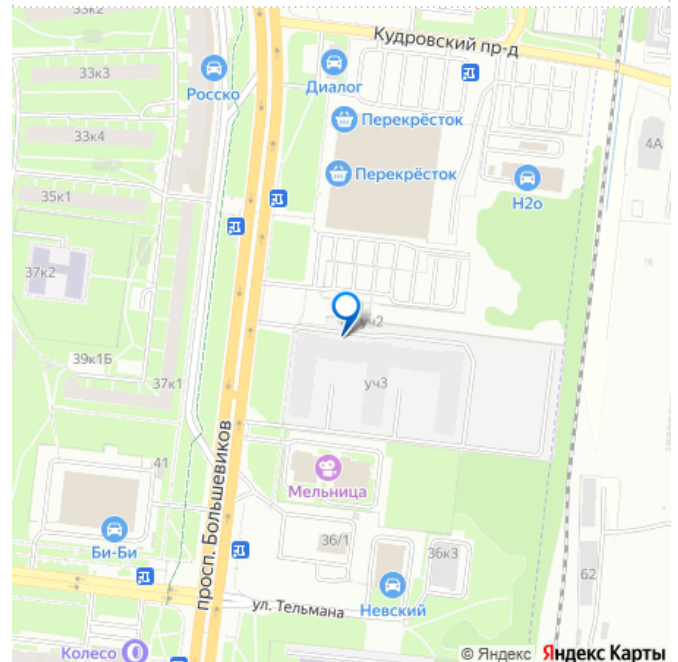 33к2
Кудровский пр-д
33к3
Росско
Диалог
Перекрёсток
33к4
4А
Перекрёсток
Н2о
35к1
37к2
уч2
39к1Б
37к1
уч3
просп. Большевиков
41
Мельница
Би-Би
36/1
36к3
62
ул. Тельмана
Невский
Колесо
© Яндекс Яндекс Карты